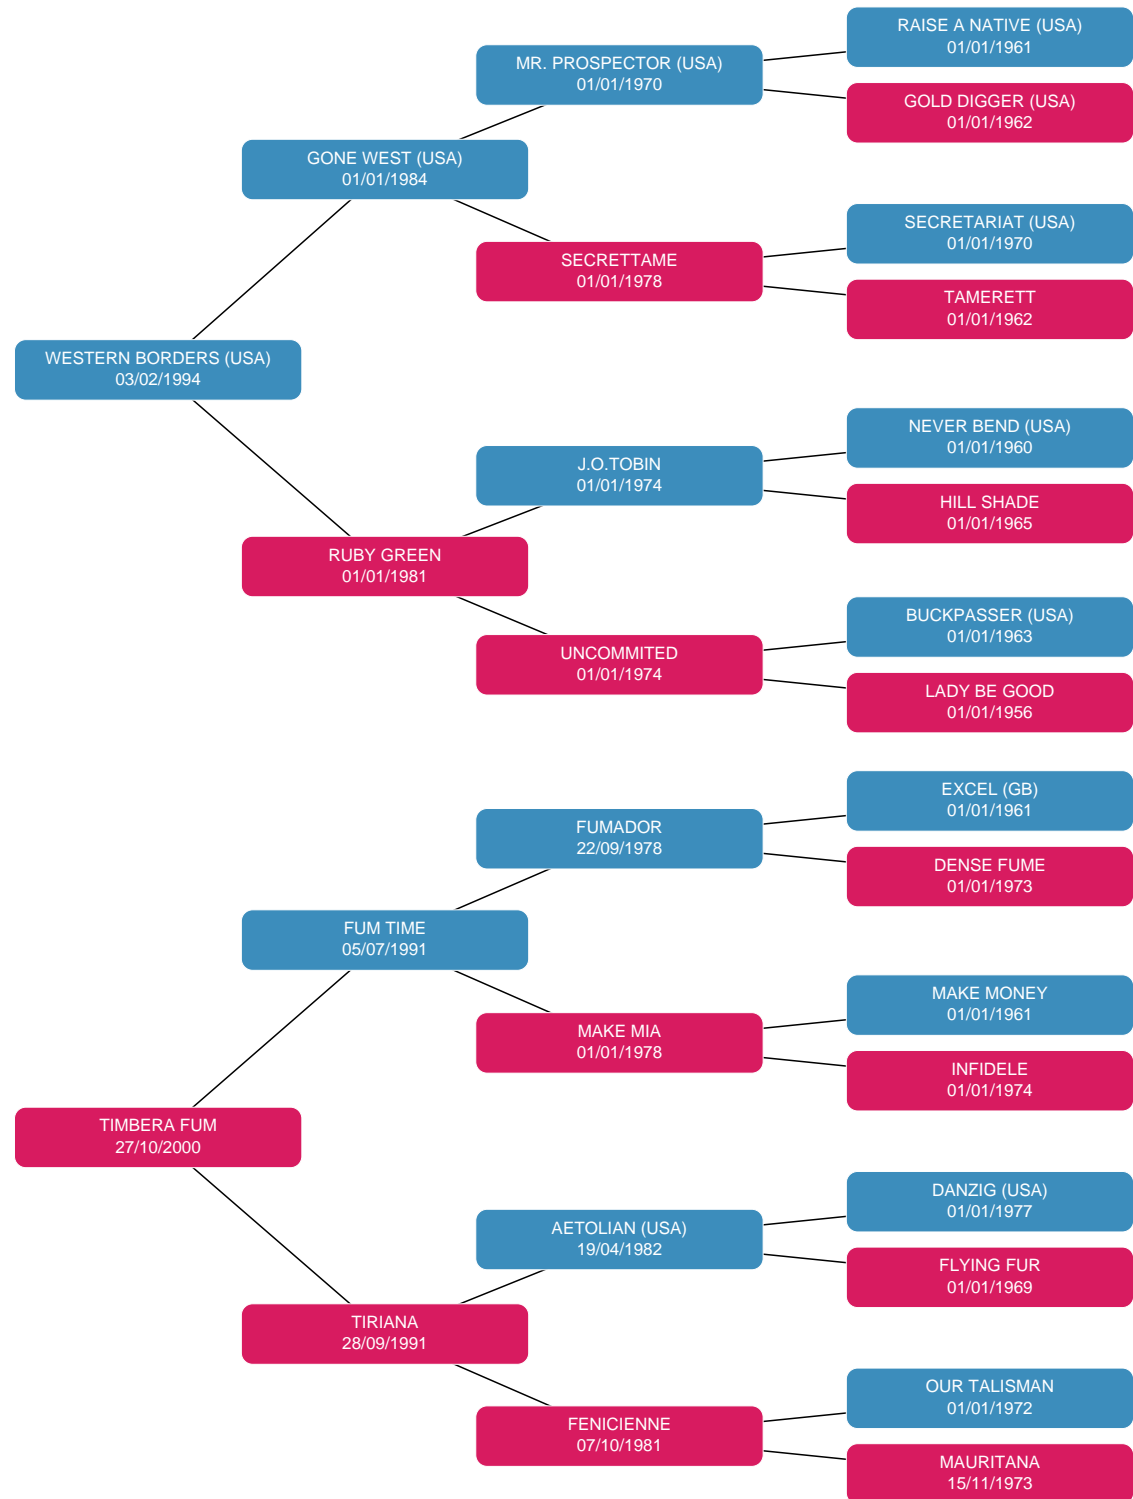 RAISE A NATIVE (USA)
01/01/1961
MR. PROSPECTOR (USA)
01/01/1970
GOLD DIGGER (USA)
01/01/1962
GONE WEST (USA)
01/01/1984
SECRETARIAT (USA)
01/01/1970
SECRETTAME
01/01/1978
TAMERETT
01/01/1962
WESTERN BORDERS (USA)
03/02/1994
NEVER BEND (USA)
01/01/1960
J.O.TOBIN
01/01/1974
HILL SHADE
01/01/1965
RUBY GREEN
01/01/1981
BUCKPASSER (USA)
01/01/1963
UNCOMMITED
01/01/1974
LADY BE GOOD
01/01/1956
EXCEL (GB)
01/01/1961
FUMADOR
22/09/1978
DENSE FUME
01/01/1973
FUM TIME
05/07/1991
MAKE MONEY
01/01/1961
MAKE MIA
01/01/1978
INFIDELE
01/01/1974
TIMBERA FUM
27/10/2000
DANZIG (USA)
01/01/1977
AETOLIAN (USA)
19/04/1982
FLYING FUR
01/01/1969
TIRIANA
28/09/1991
OUR TALISMAN
01/01/1972
FENICIENNE
07/10/1981
MAURITANA
15/11/1973